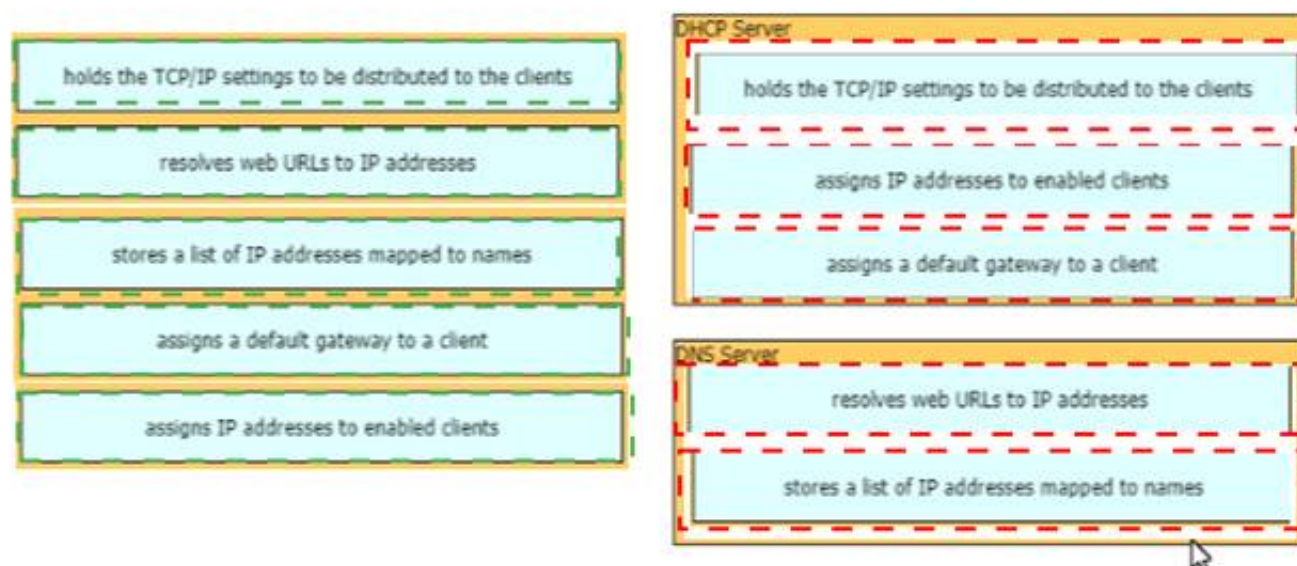 holds the TCP/IP settings to be distributed to the clients
resolves web URLs to IP addresses
stores a list of IP addresses mapped to names
assigns a default gateway to a client
assigns IP addresses to enabled clients
DHCP Server
holds the TCP/IP settings to be distributed to the clients
assigns IP addresses to enabled clients
assigns a default gateway to a client
DNS Server
resolves web URLs to IP addresses
stores a list of IP addresses mapped to names